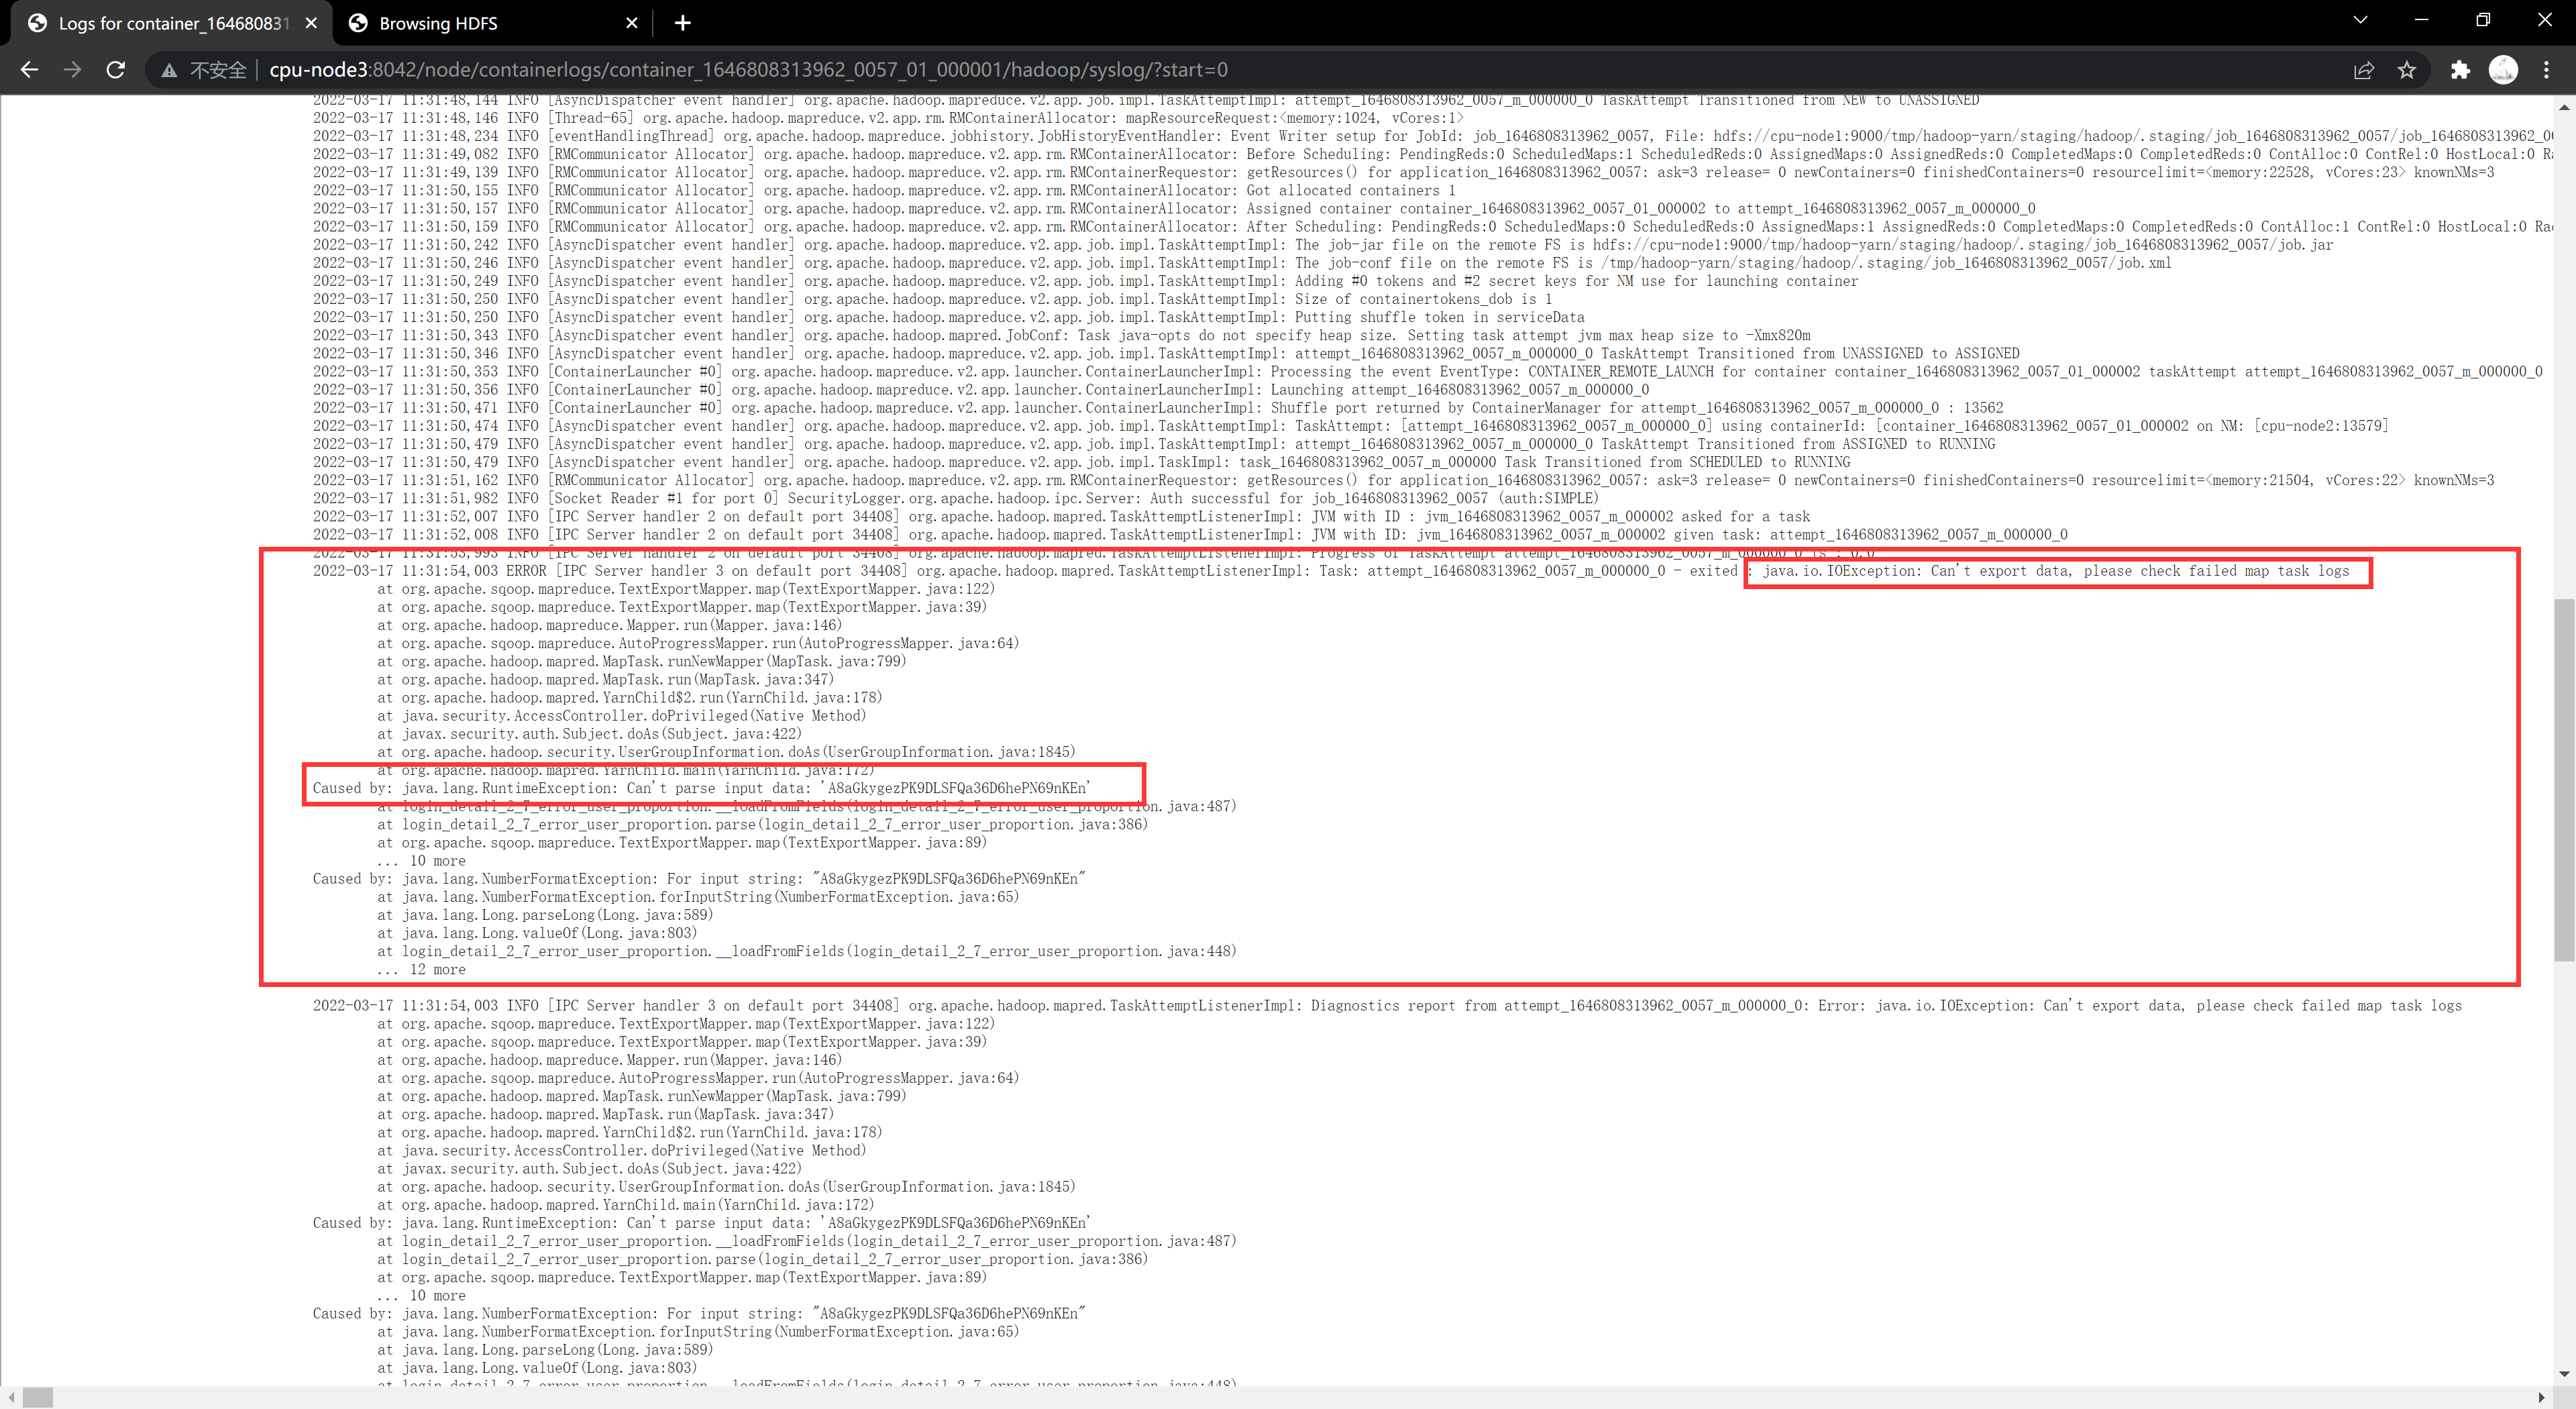 Logs for container_164680831
Browsing HDFS
不安全 cpu-node3:8042/node/containerlogs/container_1646808313962_0057_01_000001/hadoop/syslog/?start=0
2022-03-17 11:31:48,144 INFO [AsyncDispatcher event handler] org.apache.hadoop.mapreduce.v2.app.job.impl.TaskAttemptImpl: attempt_1646808313962_0057_m_000000_0 TaskAttempt Transitioned from NEW to UNASSIGNED
2022-03-17 11:31:48,146 INFO [Thread-65] org.apache.hadoop.mapreduce.v2.app.rm.RMContainerAllocator: mapResourceRequest:<memory:1024, vCores:1>
2022-03-17 11:31:48,234 INFO [eventHandlingThread] org.apache.hadoop.mapreduce.jobhistory.JobHistoryEventHandler: Event Writer setup for JobId: job_1646808313962_0057, File: hdfs://cpu-node1:9000/tmp/hadoop-yarn/staging/hadoop/.staging/job_1646808313962_0057/job_1646808313962_0
2022-03-17 11:31:49,082 INFO [RMCommunicator Allocator] org.apache.hadoop.mapreduce.v2.app.rm.RMContainerAllocator: Before Scheduling: PendingReds:0 ScheduledMaps:1 ScheduledReds:0 AssignedMaps:0 AssignedReds:0 CompletedMaps:0 CompletedReds:0 ContAlloc:0 ContRel:0 HostLocal:0 Ra
2022-03-17 11:31:49,139 INFO [RMCommunicator Allocator] org.apache.hadoop.mapreduce.v2.app.rm.RMContainerRequestor: getResources() for application_1646808313962_0057: ask=3 release= 0 newContainers=0 finishedContainers=0 resourcelimit=<memory:22528, vCores:23> knownNMs=3
2022-03-17 11:31:50,155 INFO [RMCommunicator Allocator] org.apache.hadoop.mapreduce.v2.app.rm.RMContainerAllocator: Got allocated containers 1
2022-03-17 11:31:50,157 INFO [RMCommunicator Allocator] org.apache.hadoop.mapreduce.v2.app.rm.RMContainerAllocator: Assigned container container_1646808313962_0057_01_000002 to attempt_1646808313962_0057_m_000000_0
2022-03-17 11:31:50,159 INFO [RMCommunicator Allocator] org.apache.hadoop.mapreduce.v2.app.rm.RMContainerAllocator: After Scheduling: PendingReds:0 ScheduledMaps:0 ScheduledReds:0 AssignedMaps:1 AssignedReds:0 CompletedMaps:0 CompletedReds:0 ContAlloc:1 ContRel:0 HostLocal:0 Rac
2022-03-17 11:31:50,242 INFO [AsyncDispatcher event handler] org.apache.hadoop.mapreduce.v2.app.job.impl.TaskAttemptImpl: The job-jar file on the remote FS is hdfs://cpu-node1:9000/tmp/hadoop-yarn/staging/hadoop/.staging/job_1646808313962_0057/job.jar
2022-03-17 11:31:50,246 INFO [AsyncDispatcher event handler] org.apache.hadoop.mapreduce.v2.app.job.impl.TaskAttemptImpl: The job-conf file on the remote FS is /tmp/hadoop-yarn/staging/hadoop/.staging/job_1646808313962_0057/job.xml
2022-03-17 11:31:50,249 INFO [AsyncDispatcher event handler] org.apache.hadoop.mapreduce.v2.app.job.impl.TaskAttemptImpl: Adding #0 tokens and #2 secret keys for NM use for launching container
2022-03-17 11:31:50,250 INFO [AsyncDispatcher event handler] org.apache.hadoop.mapreduce.v2.app.job.impl.TaskAttemptImpl: Size of containertokens_dob is 1
2022-03-17 11:31:50,250 INFO [AsyncDispatcher event handler] org.apache.hadoop.mapreduce.v2.app.job.impl.TaskAttemptImpl: Putting shuffle token in serviceData
2022-03-17 11:31:50,343 INFO [AsyncDispatcher event handler] org.apache.hadoop.mapred.JobConf: Task java-opts do not specify heap size. Setting task attempt jvm max heap size to -Xmx820m
2022-03-17 11:31:50,346 INFO [AsyncDispatcher event handler] org.apache.hadoop.mapreduce.v2.app.job.impl.TaskAttemptImpl: attempt_1646808313962_0057_m_000000_0 TaskAttempt Transitioned from UNASSIGNED to ASSIGNED
2022-03-17 11:31:50,353 INFO [ContainerLauncher #0] org.apache.hadoop.mapreduce.v2.app.launcher.ContainerLauncherImpl: Processing the event EventType: CONTAINER_REMOTE_LAUNCH for container container_1646808313962_0057_01_000002 taskAttempt attempt_1646808313962_0057_m_000000_0
2022-03-17 11:31:50,356 INFO [ContainerLauncher #0] org.apache.hadoop.mapreduce.v2.app.launcher.ContainerLauncherImpl: Launching attempt_1646808313962_0057_m_000000_0
2022-03-17 11:31:50,471 INFO [ContainerLauncher #0] org.apache.hadoop.mapreduce.v2.app.launcher.ContainerLauncherImpl: Shuffle port returned by ContainerManager for attempt_1646808313962_0057_m_000000_0 : 13562
2022-03-17 11:31:50,474 INFO [AsyncDispatcher event handler] org.apache.hadoop.mapreduce.v2.app.job.impl.TaskAttemptImpl: TaskAttempt: [attempt_1646808313962_0057_m_000000_0] using containerId: [container_1646808313962_0057_01_000002 on NM: [cpu-node2:13579]
2022-03-17 11:31:50,479 INFO [AsyncDispatcher event handler] org.apache.hadoop.mapreduce.v2.app.job.impl.TaskAttemptImpl: attempt_1646808313962_0057_m_000000_0 TaskAttempt Transitioned from ASSIGNED to RUNNING
2022-03-17 11:31:50,479 INFO [AsyncDispatcher event handler] org.apache.hadoop.mapreduce.v2.app.job.impl.TaskImpl: task_1646808313962_0057_m_000000 Task Transitioned from SCHEDULED to RUNNING
2022-03-17 11:31:51,162 INFO [RMCommunicator Allocator] org.apache.hadoop.mapreduce.v2.app.rm.RMContainerRequestor: getResources() for application_1646808313962_0057: ask=3 release= 0 newContainers=0 finishedContainers=0 resourcelimit=<memory:21504, vCores:22> knownNMs=3
2022-03-17 11:31:51,982 INFO [Socket Reader #1 for port 0] SecurityLogger.org.apache.hadoop.ipc.Server: Auth successful for job_1646808313962_0057 (auth:SIMPLE)
2022-03-17 11:31:52,007 INFO [IPC Server handler 2 on default port 34408] org.apache.hadoop.mapred.TaskAttemptListenerImpl: JVM with ID : jvm_1646808313962_0057_m_000002 asked for a task
2022-03-17 11:31:52,008 INFO [IPC Server handler 2 on default port 34408] org.apache.hadoop.mapred.TaskAttemptListenerImpl: JVM with ID: jvm_1646808313962_0057_m_000002 given task: attempt_1646808313962_0057_m_000000_0
2022-03-17 11:31:53,993 INFO [IPC Server handler 2 on default port 34408] org.apache.hadoop.mapred.TaskAttemptListenerImpl: Progress of TaskAttempt attempt_1646808313962_0057_m_000000_0 is : 0.0
2022-03-17 11:31:54,003 ERROR [IPC Server handler 3 on default port 34408] org.apache.hadoop.mapred.TaskAttemptListenerImpl: Task: attempt_1646808313962_0057_m_000000_0 - exited : java.io.IOException: Can't export data, please check failed map task logs
at org.apache.sqoop.mapreduce.TextExportMapper.map(TextExportMapper.java:122)
at org.apache.sqoop.mapreduce.TextExportMapper.map(TextExportMapper.java:39)
at org.apache.hadoop.mapreduce.Mapper.run(Mapper.java:146)
at org.apache.sqoop.mapreduce.AutoProgressMapper.run(AutoProgressMapper.java:64)
at org.apache.hadoop.mapred.MapTask.runNewMapper(MapTask.java:799)
at org.apache.hadoop.mapred.MapTask.run(MapTask.java:347)
at org.apache.hadoop.mapred.YarnChild$2.run(YarnChild.java:178)
at java.security.AccessController.doPrivileged(Native Method)
at javax.security.auth.Subject.doAs(Subject.java:422)
at org.apache.hadoop.security.UserGroupInformation.doAs(UserGroupInformation.java:1845)
at org.apache.hadoop.mapred.YarnChild.main(YarnChild.java:172)
Caused by: java.lang.RuntimeException: Can't parse input data: 'A8aGkygezPK9DLSFQa36D6hePN69nKEn'
at login_detail_2_7_error_user_proportion.__loadFromFields(login_detail_2_7_error_user_proportion.java:487)
at login_detail_2_7_error_user_proportion.parse(login_detail_2_7_error_user_proportion.java:386)
at org.apache.sqoop.mapreduce.TextExportMapper.map(TextExportMapper.java:89)
... 10 more
Caused by: java.lang.NumberFormatException: For input string: "A8aGkygezPK9DLSFQa36D6hePN69nKEn"
at java.lang.NumberFormatException.forInputString(NumberFormatException.java:65)
at java.lang.Long.parseLong(Long.java:589)
at java.lang.Long.valueOf(Long.java:803)
at login_detail_2_7_error_user_proportion.__loadFromFields(login_detail_2_7_error_user_proportion.java:448)
... 12 more
2022-03-17 11:31:54,003 INFO [IPC Server handler 3 on default port 34408] org.apache.hadoop.mapred.TaskAttemptListenerImpl: Diagnostics report from attempt_1646808313962_0057_m_000000_0: Error: java.io.IOException: Can't export data, please check failed map task logs
at org.apache.sqoop.mapreduce.TextExportMapper.map(TextExportMapper.java:122)
at org.apache.sqoop.mapreduce.TextExportMapper.map(TextExportMapper.java:39)
at org.apache.hadoop.mapreduce.Mapper.run(Mapper.java:146)
at org.apache.sqoop.mapreduce.AutoProgressMapper.run(AutoProgressMapper.java:64)
at org.apache.hadoop.mapred.MapTask.runNewMapper(MapTask.java:799)
at org.apache.hadoop.mapred.MapTask.run(MapTask.java:347)
at org.apache.hadoop.mapred.YarnChild$2.run(YarnChild.java:178)
at java.security.AccessController.doPrivileged(Native Method)
at javax.security.auth.Subject.doAs(Subject.java:422)
at org.apache.hadoop.security.UserGroupInformation.doAs(UserGroupInformation.java:1845)
at org.apache.hadoop.mapred.YarnChild.main(YarnChild.java:172)
Caused by: java.lang.RuntimeException: Can't parse input data: 'A8aGkygezPK9DLSFQa36D6hePN69nKEn'
at login_detail_2_7_error_user_proportion.__loadFromFields(login_detail_2_7_error_user_proportion.java:487)
at login_detail_2_7_error_user_proportion.parse(login_detail_2_7_error_user_proportion.java:386)
at org.apache.sqoop.mapreduce.TextExportMapper.map(TextExportMapper.java:89)
... 10 more
Caused by: java.lang.NumberFormatException: For input string: "A8aGkygezPK9DLSFQa36D6hePN69nKEn"
at java.lang.NumberFormatException.forInputString(NumberFormatException.java:65)
at java.lang.Long.parseLong(Long.java:589)
at java.lang.Long.valueOf(Long.java:803)
at login_detail_2_7_error_user_proportion.__loadFromFields(login_detail_2_7_error_user_proportion.java:448)